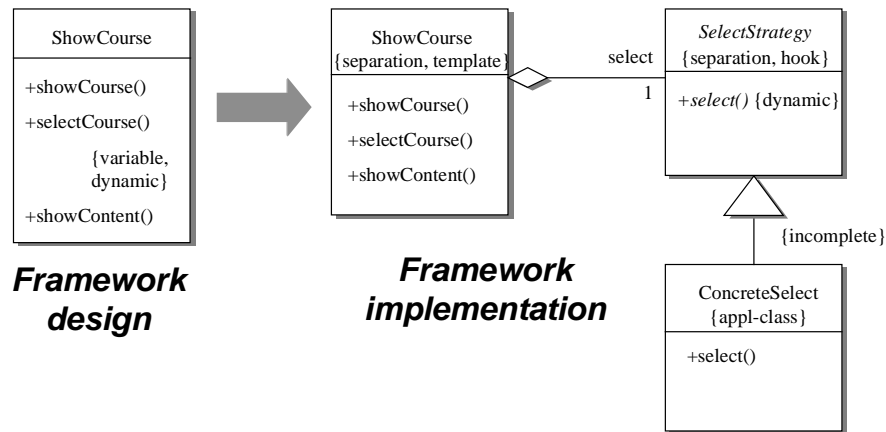 ShowCourse
+showCourse()
+selectCourse()
{variable,
dynamic}
+showContent()
Framework
design
ShowCourse
{separation, template}
+showCourse()
+selectCourse()
+showContent()
select
1
SelectStrategy
{separation, hook}
+select() {dynamic}
{incomplete}
Framework
implementation
ConcreteSelect
{appl-class}
+select()